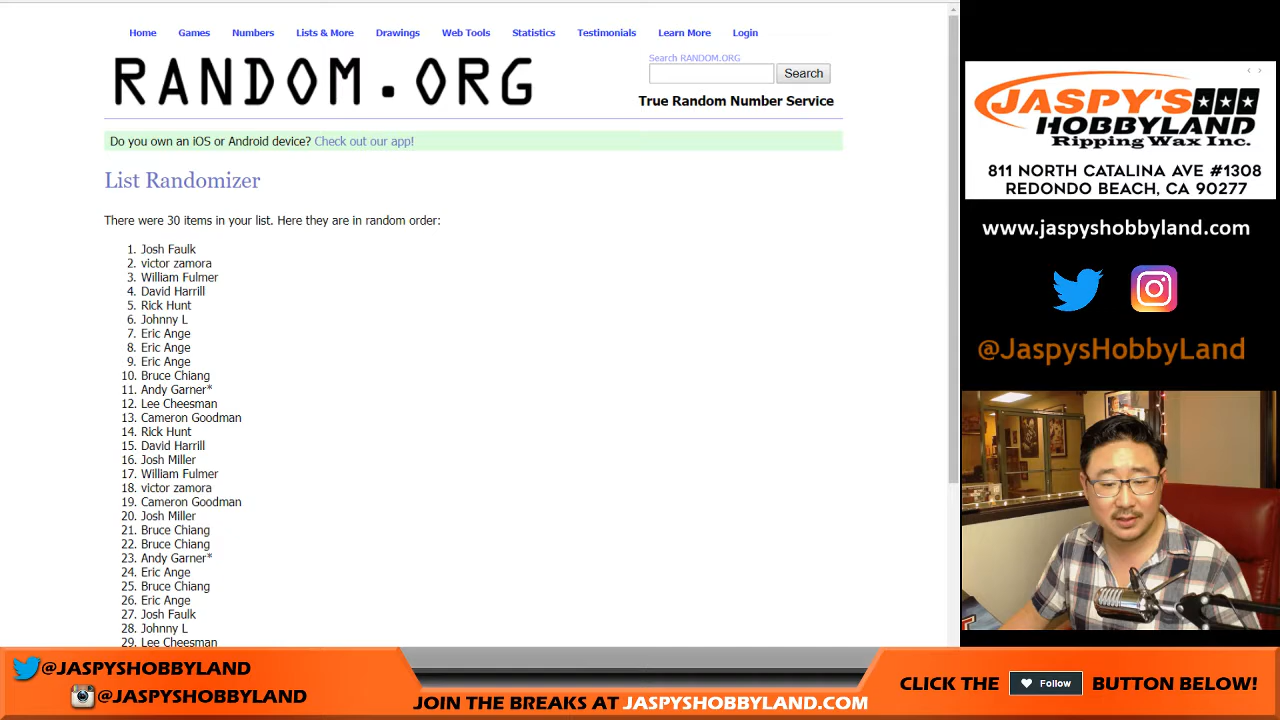 Home Games Numbers Lists & More Drawings Web Tools Statistics Testimonials Learn More Login
RANDOM.ORG
Search RANDOM.ORG
Search
True Random Number Service
Do you own an iOS or Android device? Check out our app!
List Randomizer
There were 30 items in your list. Here they are in random order:
1. Josh Faulk
2. victor zamora
3. William Fulmer
4. David Harrill
5. Rick Hunt
6. Johnny L
7. Eric Ange
8. Eric Ange
9. Eric Ange
10. Bruce Chiang
11. Andy Garner*
12. Lee Cheesman
13. Cameron Goodman
14. Rick Hunt
15. David Harrill
16. Josh Miller
17. William Fulmer
18. victor zamora
19. Cameron Goodman
20. Josh Miller
21. Bruce Chiang
22. Bruce Chiang
23. Andy Garner*
24. Eric Ange
25. Bruce Chiang
26. Eric Ange
27. Josh Faulk
28. Johnny L
29. Lee Cheesman
JASPY'S
HOBBYLAND
Ripping Wax Inc.
811 NORTH CATALINA AVE #1308
REDONDO BEACH, CA 90277
www.jaspyshobbyland.com
@JaspysHobbyLand
@JASPYSHOBBYLAND
@JASPYSHOBBYLAND
JOIN THE BREAKS AT JASPYSHOBBYLAND.COM
CLICK THE Follow BUTTON BELOW!